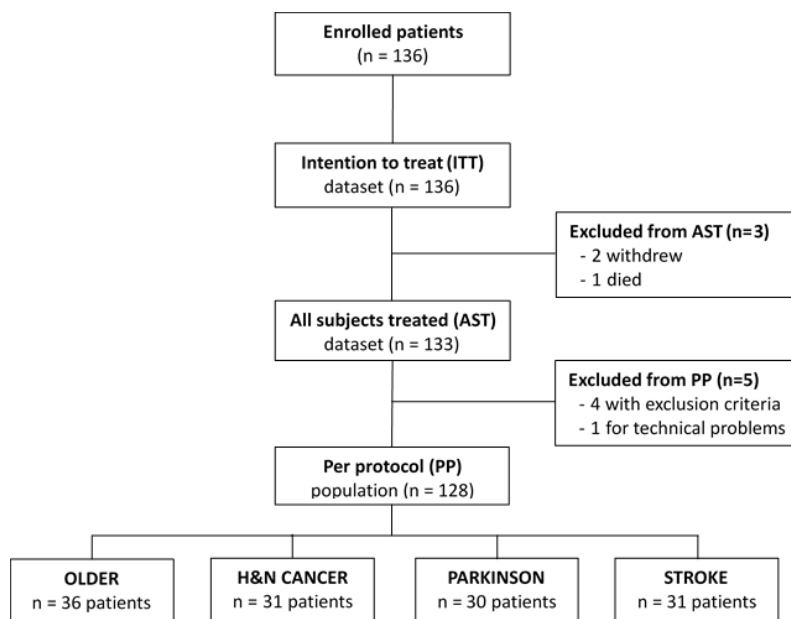 Enrolled patients
(n = 136)
Intention to treat (ITT)
dataset (n = 136)
Excluded from AST (n=3)
- 2 withdrew
- 1 died
All subjects treated (AST)
dataset (n = 133)
Excluded from PP (n=5)
- 4 with exclusion criteria
- 1 for technical problems
Per protocol (PP)
population (n = 128)
OLDER
n = 36 patients
H&N CANCER
n = 31 patients
PARKINSON
n = 30 patients
STROKE
n = 31 patients